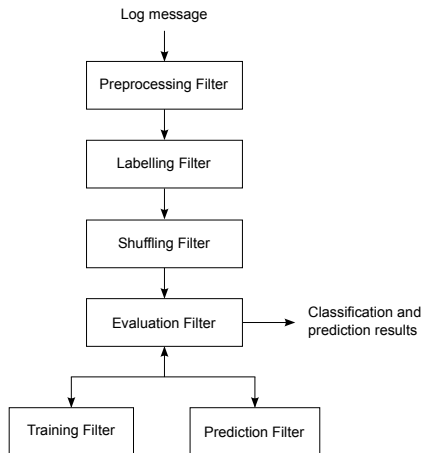 Log message
Preprocessing Filter
Labelling Filter
Shuffling Filter
Evaluation Filter
Classification and
prediction results
Training Filter
Prediction Filter